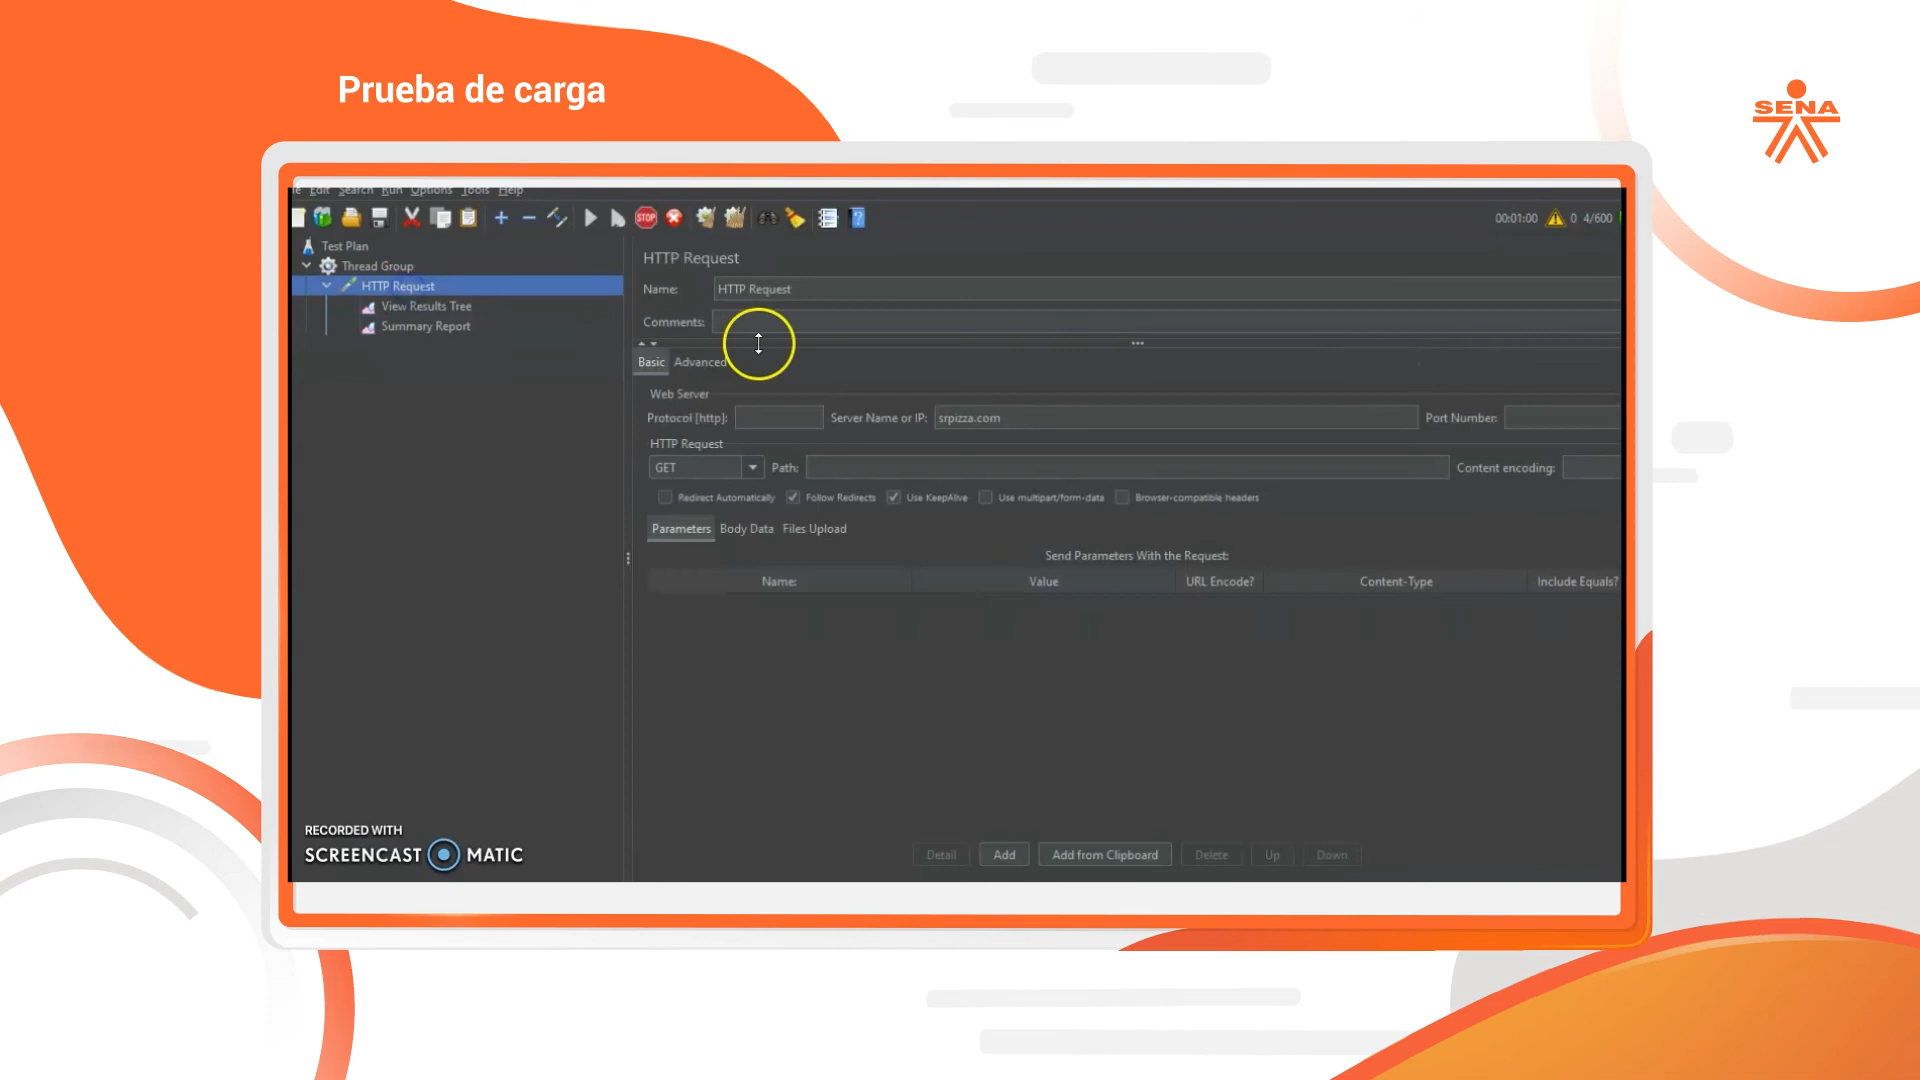 Prueba de carga
SENA
Edit Search Run Options Tools Help
STOP
00:01:00 0 4/600
Test Plan
Thread Group
HTTP Request
View Results Tree
Summary Report
HTTP Request
Name: HTTP Request
Comments:
Basic Advanced
Web Server
Protocol [http]: Server Name or IP: srpizza.com Port Number:
HTTP Request
GET Path: Content encoding:
Redirect Automatically Follow Redirects Use KeepAlive Use multipart/form-data Browser-compatible headers
Parameters Body Data Files Upload
Send Parameters With the Request:
Name: Value URL Encode? Content-Type Include Equals?
Detail Add Add from Clipboard Delete Up Down
RECORDED WITH
SCREENCAST MATIC